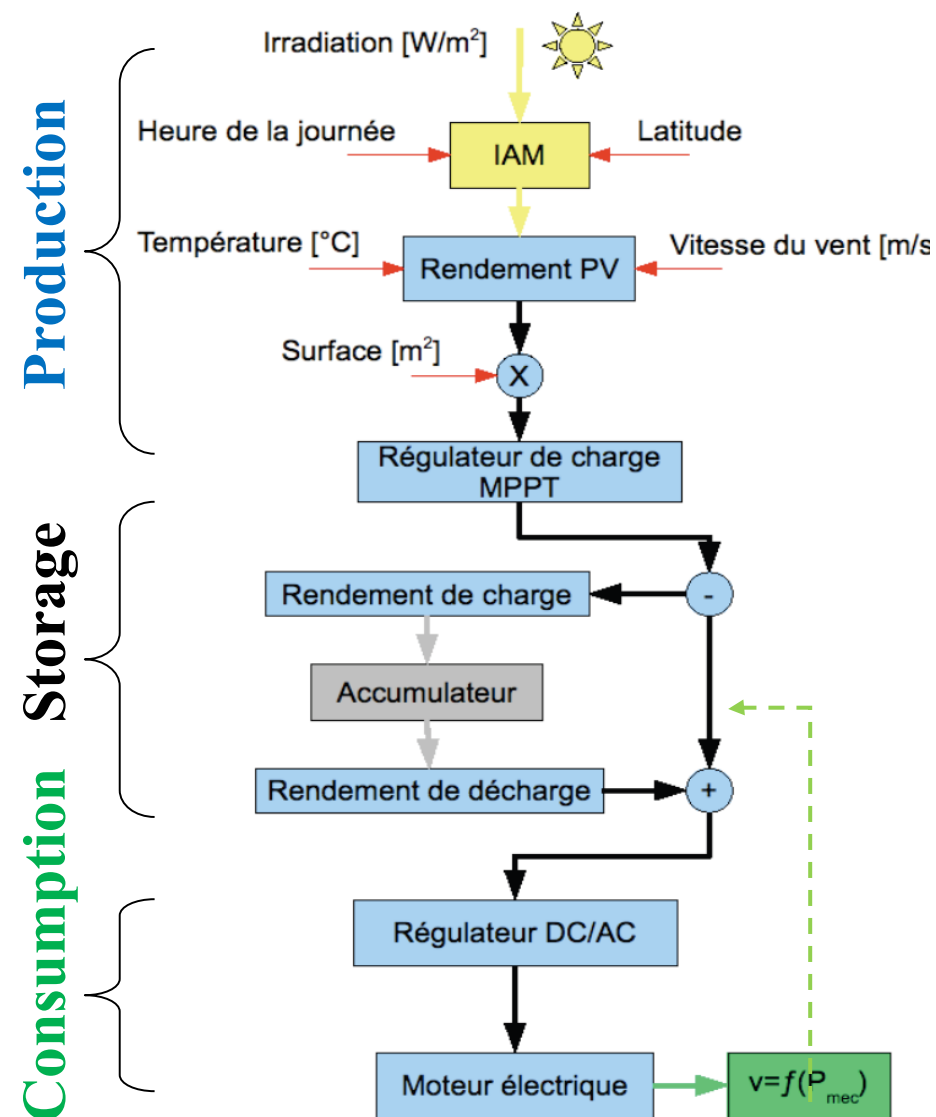 Production
Irradiation [W/m²]
Heure de la journée
Latitude
IAM
Température [°C]
Vitesse du vent [m/s
Rendement PV
Surface [m²]
X
Régulateur de charge
MPPT
Storage
Rendement de charge
-
Accumulateur
Rendement de décharge
+
Consumption
Régulateur DC/AC
Moteur électrique
v=f(Pmec)